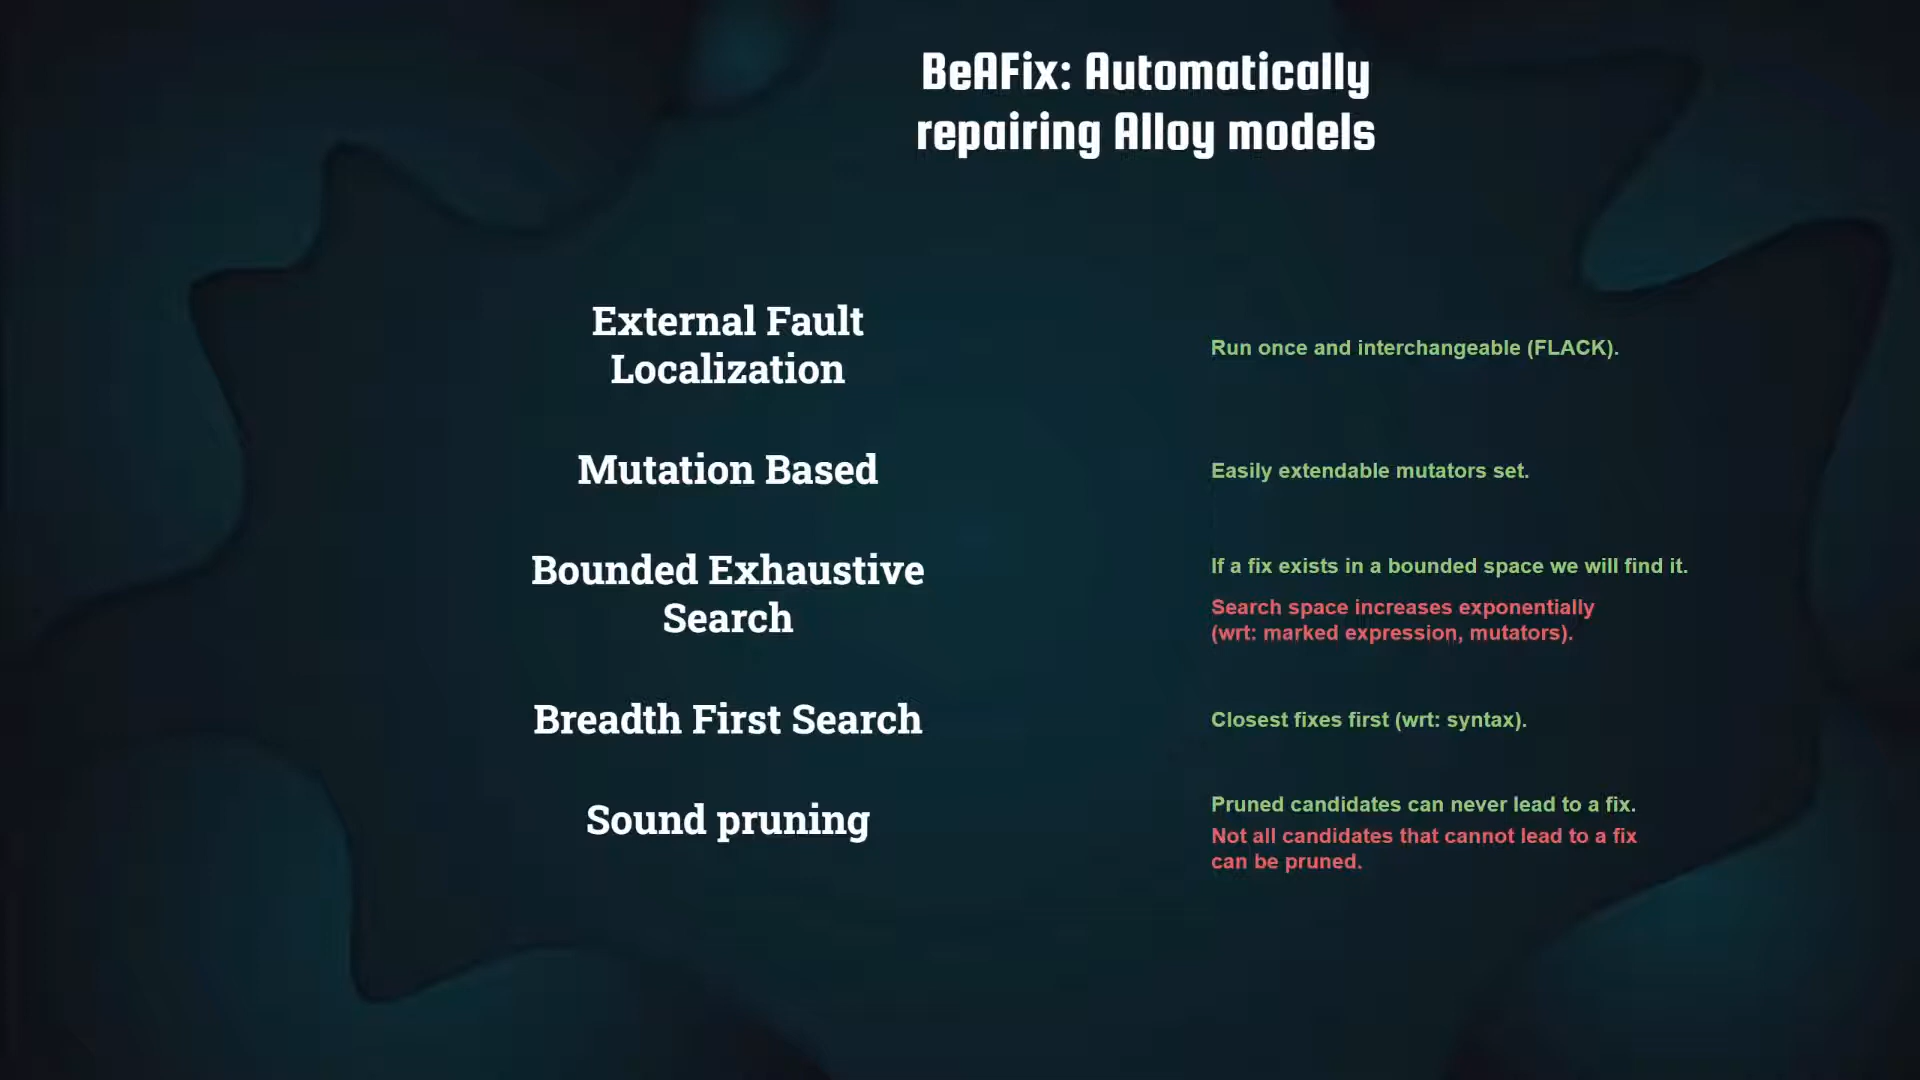 BeAFix: Automatically
repairing Alloy models
External Fault
Localization
Run once and interchangeable (FLACK).
Mutation Based
Easily extendable mutators set.
Bounded Exhaustive
Search
If a fix exists in a bounded space we will find it.
Search space increases exponentially
(wrt: marked expression, mutators).
Breadth First Search
Closest fixes first (wrt: syntax).
Sound pruning
Pruned candidates can never lead to a fix.
Not all candidates that cannot lead to a fix
can be pruned.